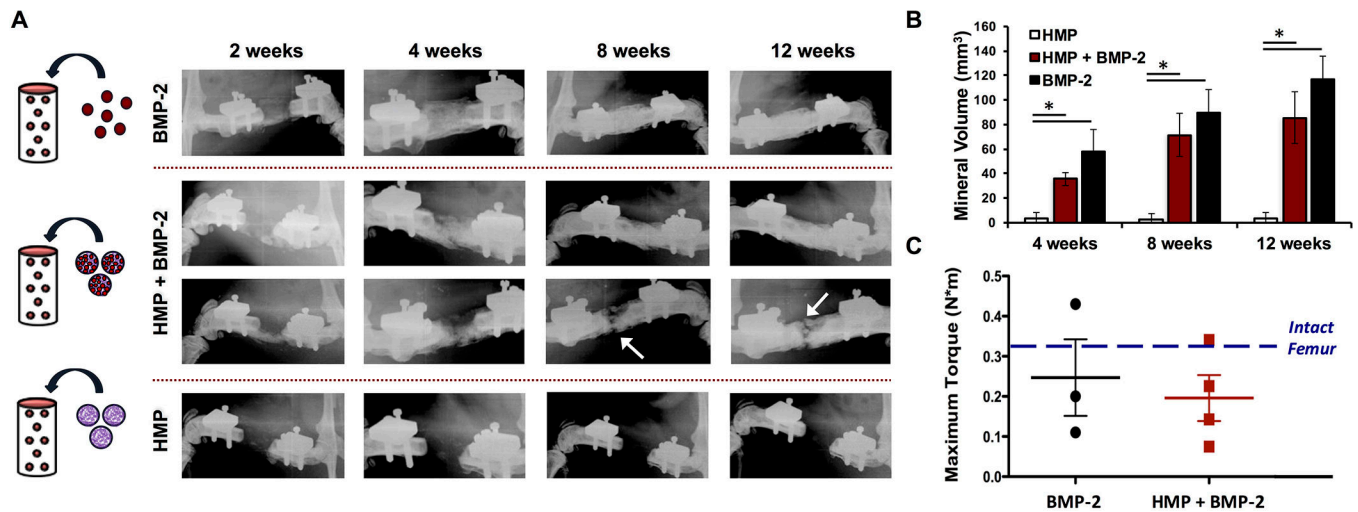 A
2 weeks
4 weeks
8 weeks
12 weeks
BMP-2
HMP + BMP-2
HMP
B
Mineral Volume (mm³)
160
140
120
100
80
60
40
20
0
HMP
HMP + BMP-2
BMP-2
*
*
*
4 weeks
8 weeks
12 weeks
C
Maximum Torque (N*m)
0.5
0.4
0.3
0.2
0.1
0.0
Intact
Femur
BMP-2
HMP + BMP-2